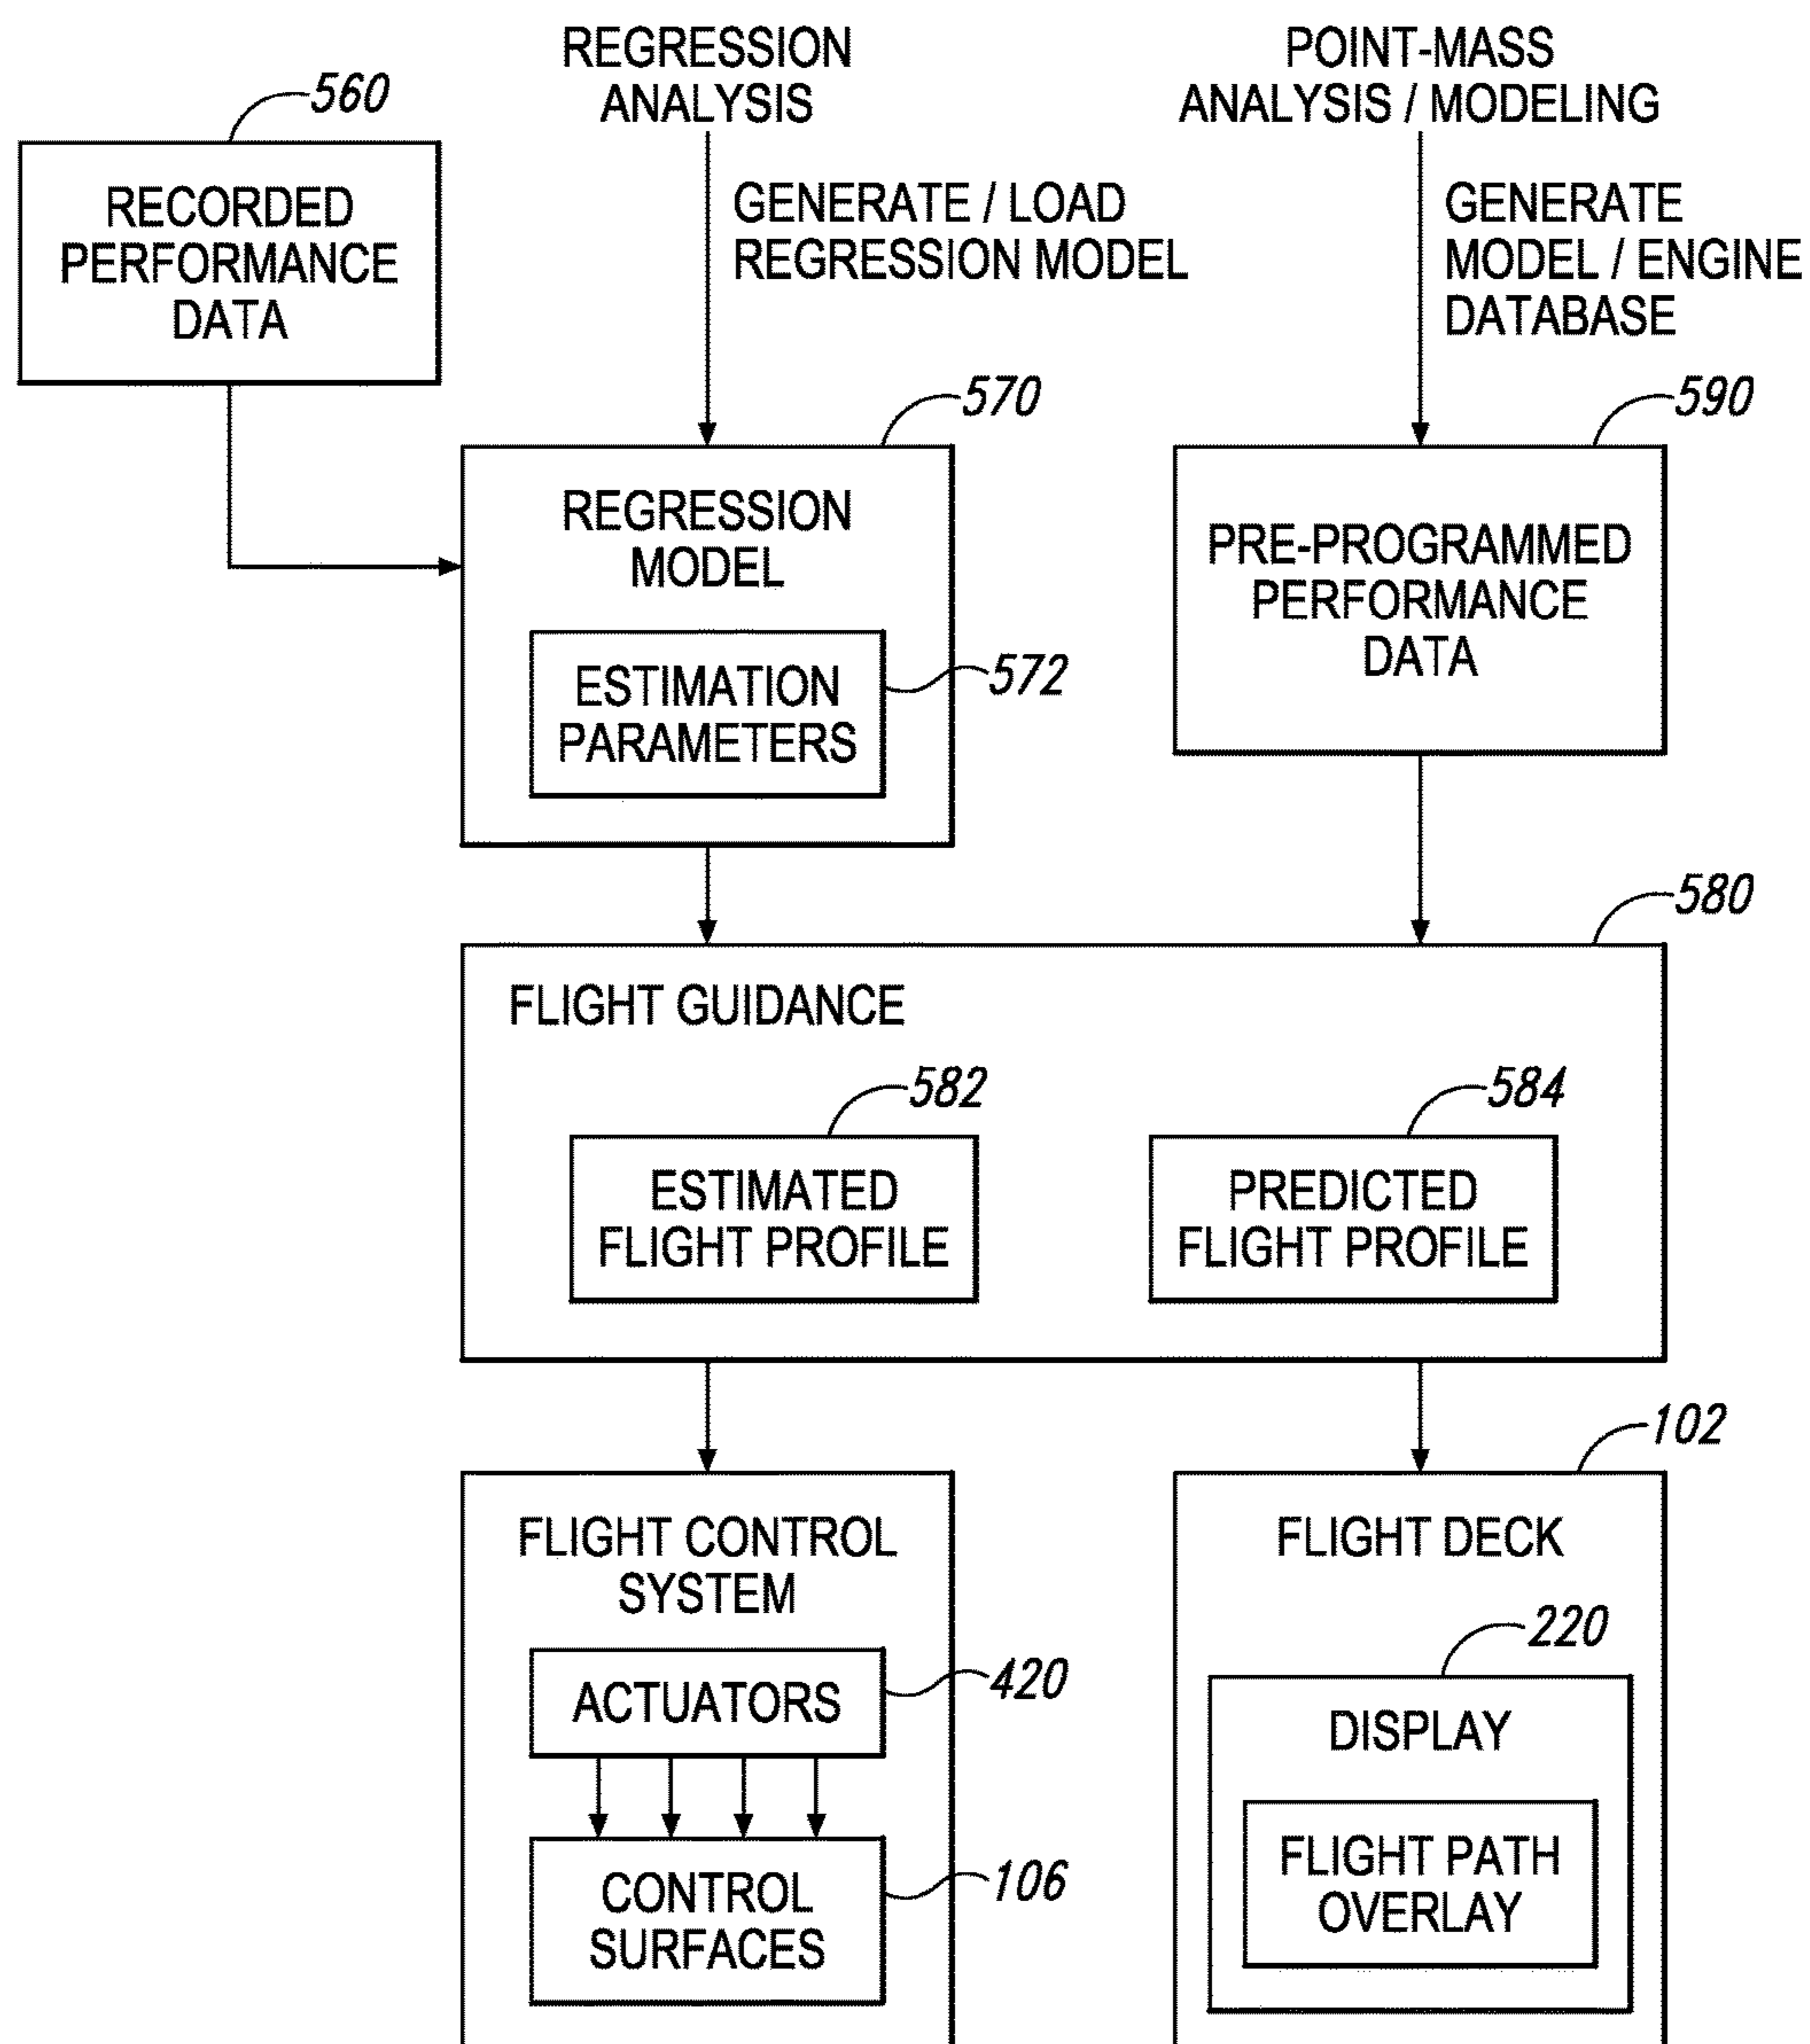 REGRESSION
ANALYSIS
POINT-MASS
ANALYSIS / MODELING
560
RECORDED
PERFORMANCE
DATA
GENERATE / LOAD
REGRESSION MODEL
GENERATE
MODEL / ENGINE
DATABASE
570
REGRESSION
MODEL
ESTIMATION
PARAMETERS
572
590
PRE-PROGRAMMED
PERFORMANCE
DATA
580
FLIGHT GUIDANCE
582
ESTIMATED
FLIGHT PROFILE
584
PREDICTED
FLIGHT PROFILE
FLIGHT CONTROL
SYSTEM
ACTUATORS
420
CONTROL
SURFACES
106
102
FLIGHT DECK
220
DISPLAY
FLIGHT PATH
OVERLAY